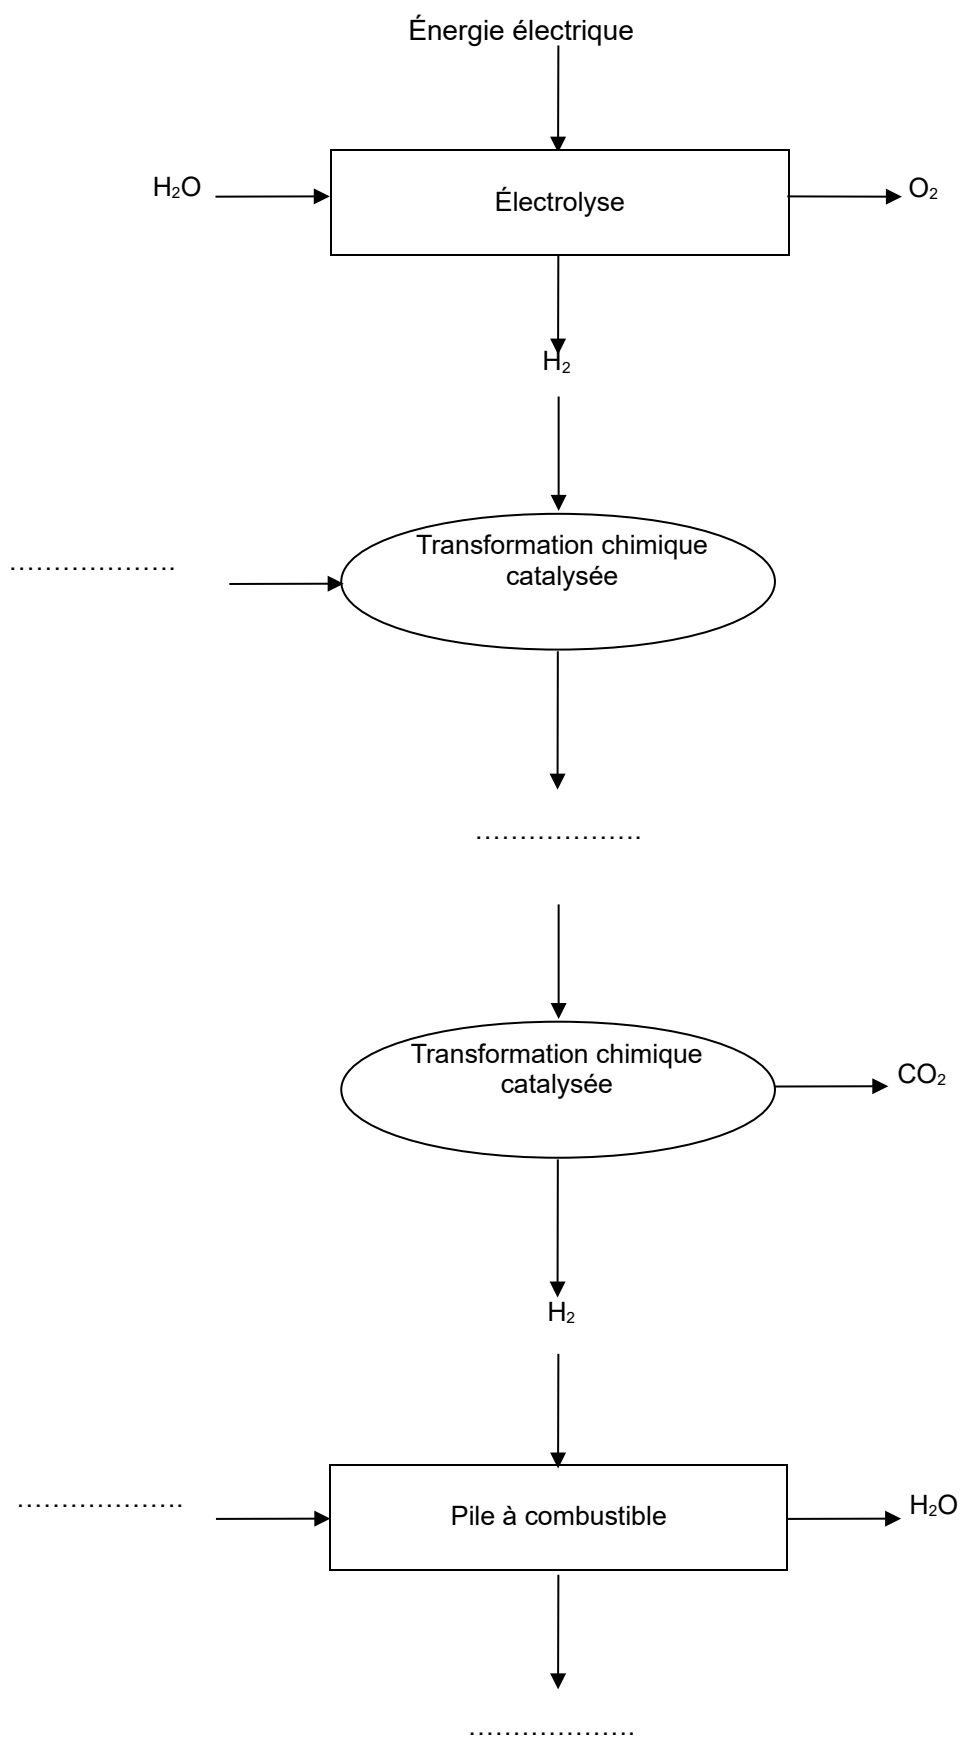 Énergie électrique
H₂O
Électrolyse
O₂
H₂
Transformation chimique
catalysée
...................
...................
Transformation chimique
catalysée
CO₂
H₂
...................
Pile à combustible
H₂O
...................